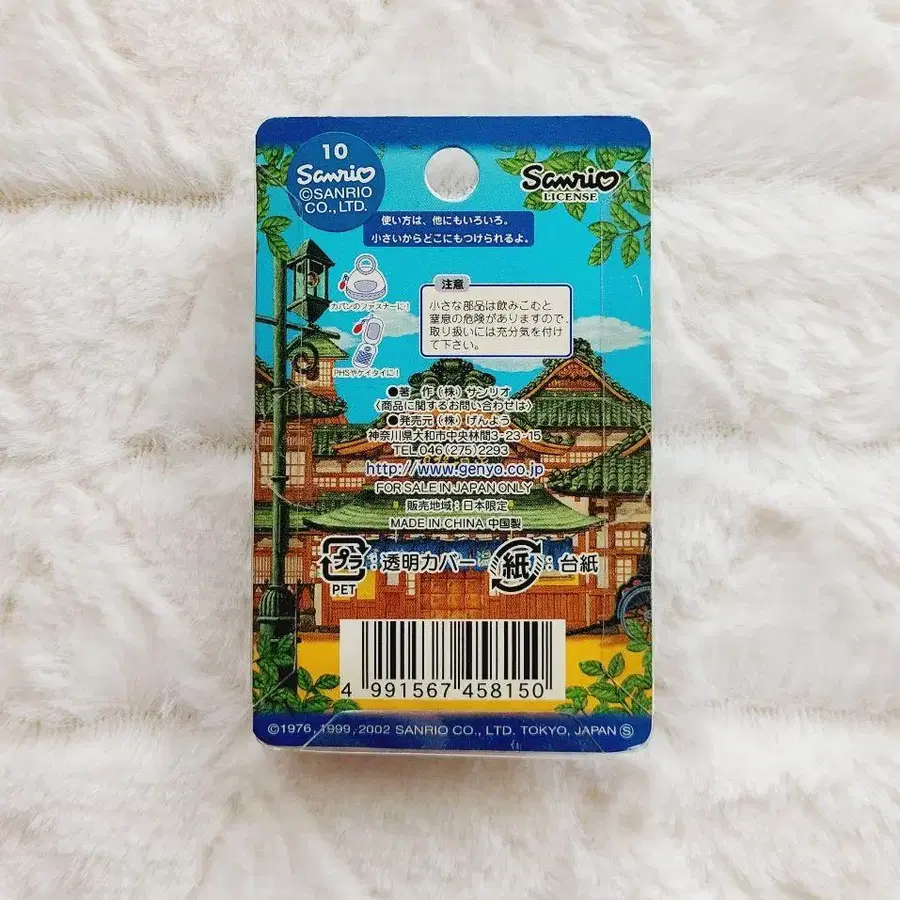 10
Sanrio
©SANRIO
CO.,LTD.
Sanrio
LICENSE
使い方は、他にもいろいろ。
小さいからどこにもつけられるよ。
カバンのファスナーに!
PHSやケイタイに!
注意
小さな部品は飲みこむと
窒息の危険がありますので、
取り扱いには充分気を付け
て下さい。
●著 作(株)サンリオ
〈商品に関するお問い合わせは〉
●発売元(株)げんよう
神奈川県大和市中央林間3-23-15
TEL.046(275)2293
http://www.genyo.co.jp
FOR SALE IN JAPAN ONLY
販売地域:日本限定
MADE IN CHINA 中国製
プラ:透明カバー 紙:台紙
PET
4 991567 458150
©1976,1999,2002 SANRIO CO., LTD. TOKYO, JAPAN Ⓢ